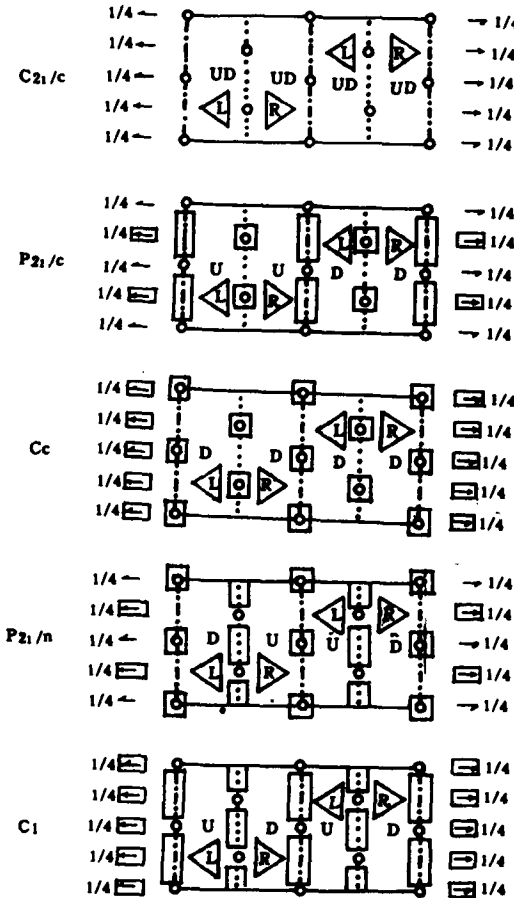 1/4 ← → 1/4
1/4 ← L R → 1/4
C21/c 1/4 ← UD UD UD UD → 1/4
1/4 ← L R → 1/4
1/4 ← → 1/4
1/4 ← → 1/4
1/4 ← L R → 1/4
P21/c 1/4 ← U U D D → 1/4
1/4 ← L R → 1/4
1/4 ← → 1/4
1/4 ← → 1/4
1/4 ← L R → 1/4
Cc 1/4 ← D D D D → 1/4
1/4 ← L R → 1/4
1/4 ← → 1/4
1/4 ← → 1/4
1/4 ← L R → 1/4
P21/n 1/4 ← D U U D → 1/4
1/4 ← L R → 1/4
1/4 ← → 1/4
1/4 ← → 1/4
1/4 ← L R → 1/4
C1 1/4 ← U D U D → 1/4
1/4 ← L R → 1/4
1/4 ← → 1/4